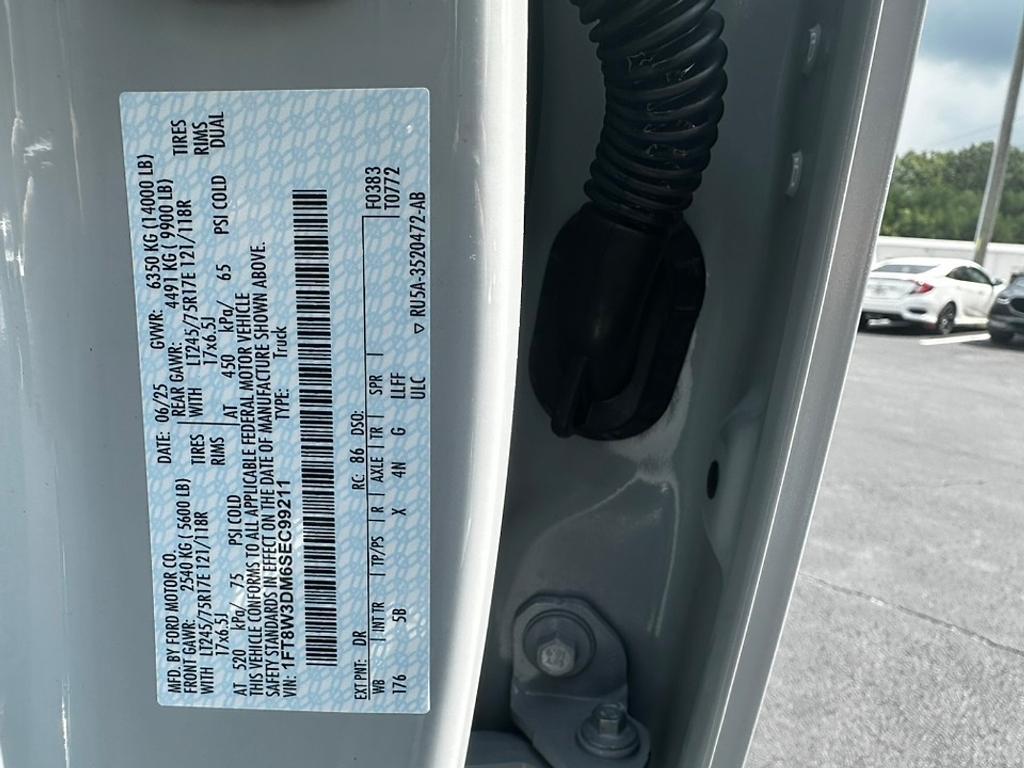 MFD. BY FORD MOTOR CO. DATE: 06/25 GVWR: 6350 KG (14000 LB)
FRONT GAWR: 2540 KG ( 5600 LB) REAR GAWR: 4491 KG ( 9900 LB)
WITH LT245/75R17E 121/118R TIRES WITH LT245/75R17E 121/118R TIRES
17x6.5J RIMS 17x6.5J RIMS
AT 520 kPa/ 75 PSI COLD AT 450 kPa/ 65 PSI COLD DUAL
THIS VEHICLE CONFORMS TO ALL APPLICABLE FEDERAL MOTOR VEHICLE
SAFETY STANDARDS IN EFFECT ON THE DATE OF MANUFACTURE SHOWN ABOVE.
VIN: 1FT8W3DM6SEC99211 TYPE: Truck
EXT PNT: DR RC: 86 DSO: F0383
WB INT TR TP/PS R AXLE TR SPR T0772
176 5B X 4N G LLFF
ULC ▽ RU5A-3520472-AB